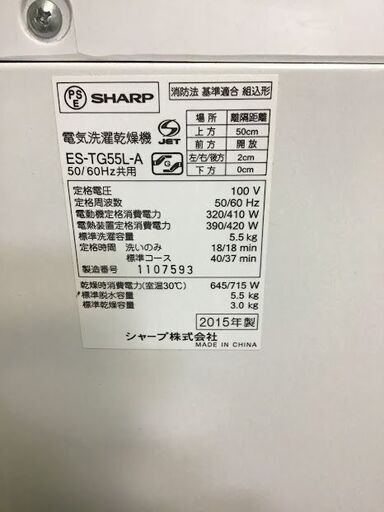 PS
E
SHARP
消防法 基準適合 組込形
場所 離隔距離
上方 50cm
前方 開放
左/右/後方 2cm
下方 0cm
電気洗濯乾燥機
S JET
ES-TG55L-A
50/60Hz共用
定格電圧 100 V
定格周波数 50/60 Hz
電動機定格消費電力 320/410 W
電熱装置定格消費電力 390/420 W
標準洗濯容量 5.5 kg
定格時間 洗いのみ 18/18 min
標準コース 40/37 min
製造番号 1107593
乾燥時消費電力(室温30℃) 645/715 W
標準脱水容量 5.5 kg
標準乾燥容量 3.0 kg
2015年製
シャープ株式会社
MADE IN CHINA